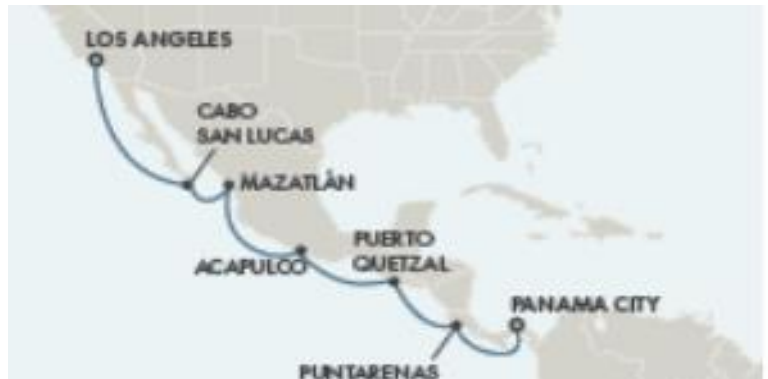 LOS ANGELES
CABO
SAN LUCAS
MAZATLÁN
ACAPULCO
PUERTO
QUETZAL
PANAMA CITY
PUNTARENAS